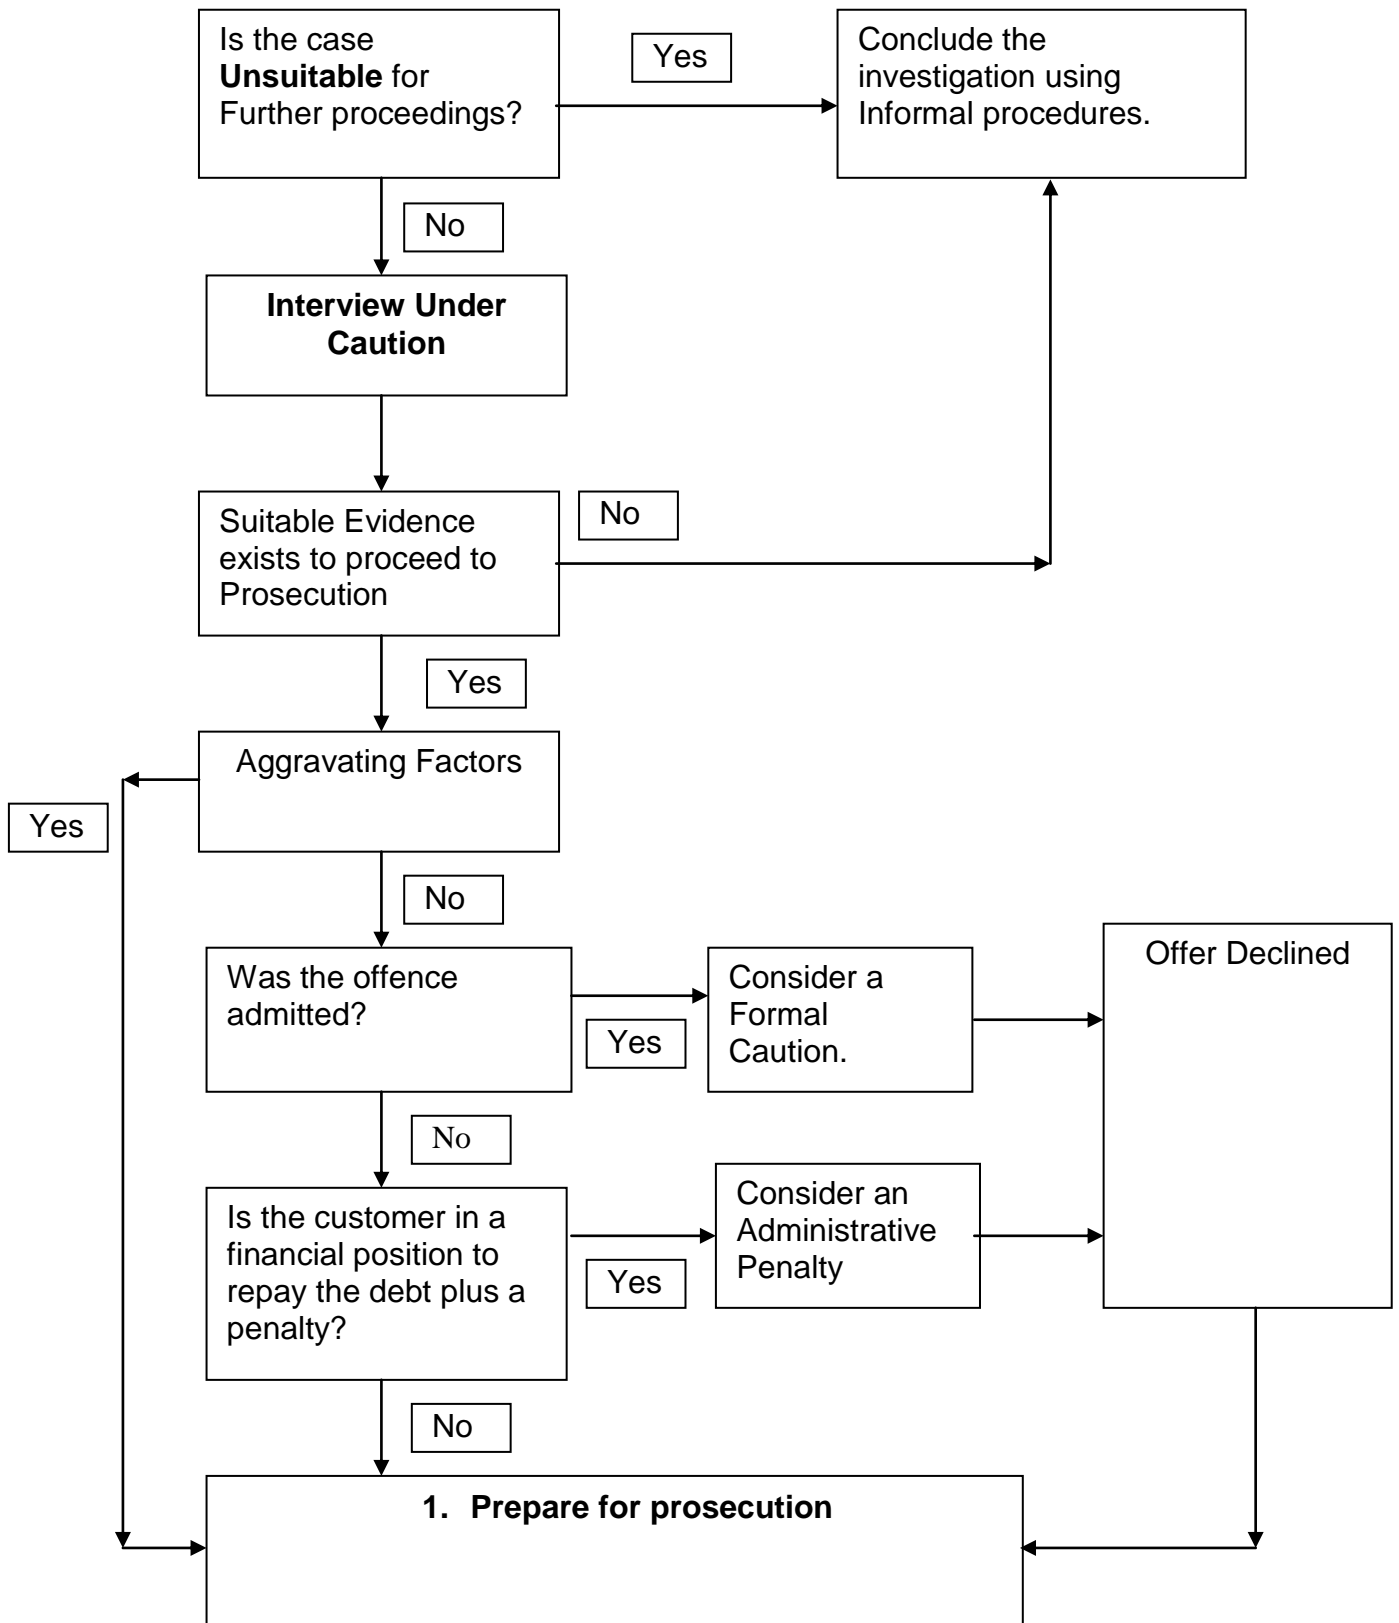 Is the case
Unsuitable for
Further proceedings?
Yes
Conclude the
investigation using
Informal procedures.
No
Interview Under
Caution
Suitable Evidence
exists to proceed to
Prosecution
No
Yes
Aggravating Factors
Yes
No
Was the offence
admitted?
Yes
Consider a
Formal
Caution.
Offer Declined
No
Is the customer in a
financial position to
repay the debt plus a
penalty?
Yes
Consider an
Administrative
Penalty
No
1. Prepare for prosecution